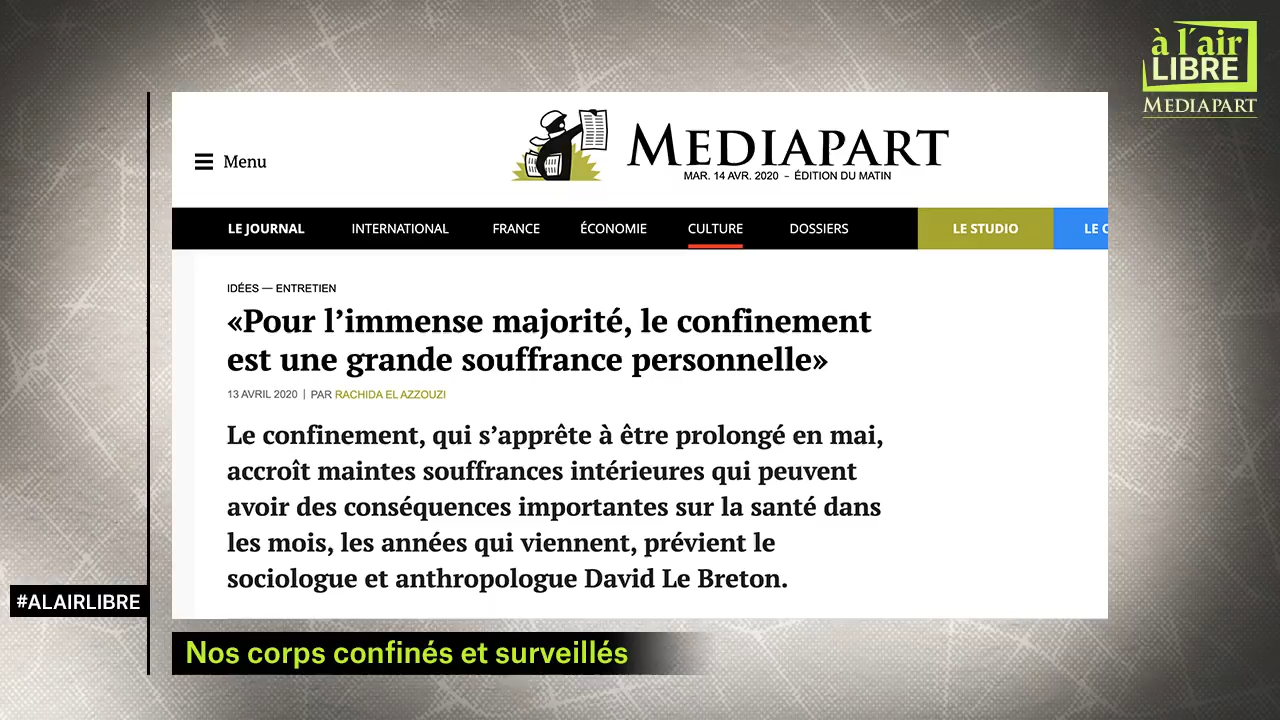 à l'air
LIBRE
MEDIAPART
Menu
MEDIAPART
MAR. 14 AVR. 2020 - ÉDITION DU MATIN
LE JOURNAL INTERNATIONAL FRANCE ÉCONOMIE CULTURE DOSSIERS LE STUDIO LE C
IDÉES — ENTRETIEN
«Pour l’immense majorité, le confinement
est une grande souffrance personnelle»
13 AVRIL 2020 | PAR RACHIDA EL AZZOUZI
Le confinement, qui s’apprête à être prolongé en mai,
accroît maintes souffrances intérieures qui peuvent
avoir des conséquences importantes sur la santé dans
les mois, les années qui viennent, prévient le
sociologue et anthropologue David Le Breton.
#ALAIRLIBRE
Nos corps confinés et surveillés